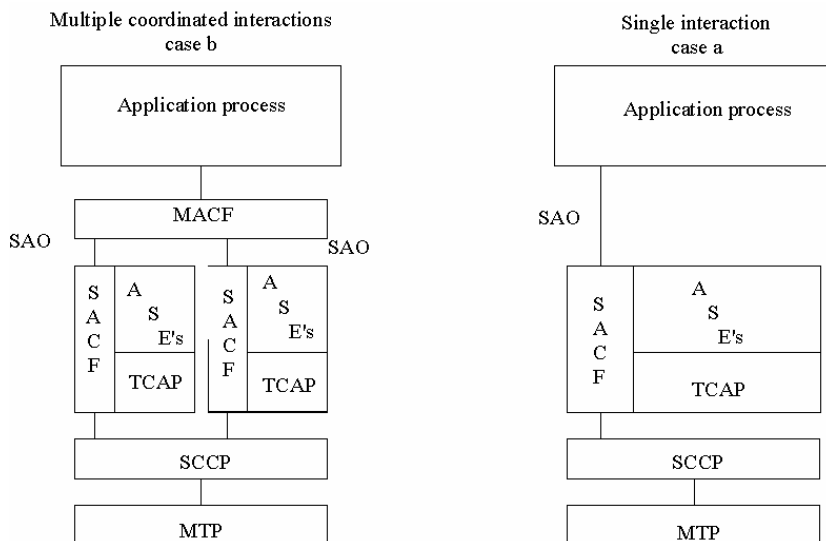 Multiple coordinated interactions
case b
Application process
MACF
SAO
SAO
S
A
C
F
A
S
E's
TCAP
S
A
C
F
A
S
E's
TCAP
SCCP
MTP
Single interaction
case a
Application process
SAO
S
A
C
F
A
S
E's
TCAP
SCCP
MTP